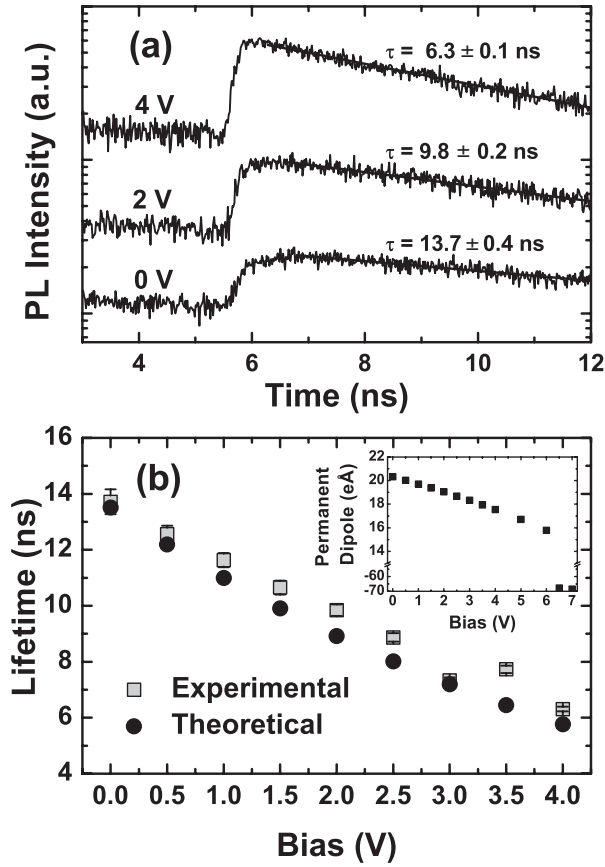 (a)
τ = 6.3 ± 0.1 ns
4 V
τ = 9.8 ± 0.2 ns
2 V
τ = 13.7 ± 0.4 ns
0 V
PL Intensity (a.u.)
4 6 8 10 12
Time (ns)
(b)
16
14
12
10
8
6
4
Lifetime (ns)
22
20
18
16
14
-60
-70
Permanent
Dipole (eÅ)
0 1 2 3 4 5 6 7
Bias (V)
Experimental
Theoretical
0.0 0.5 1.0 1.5 2.0 2.5 3.0 3.5 4.0
Bias (V)